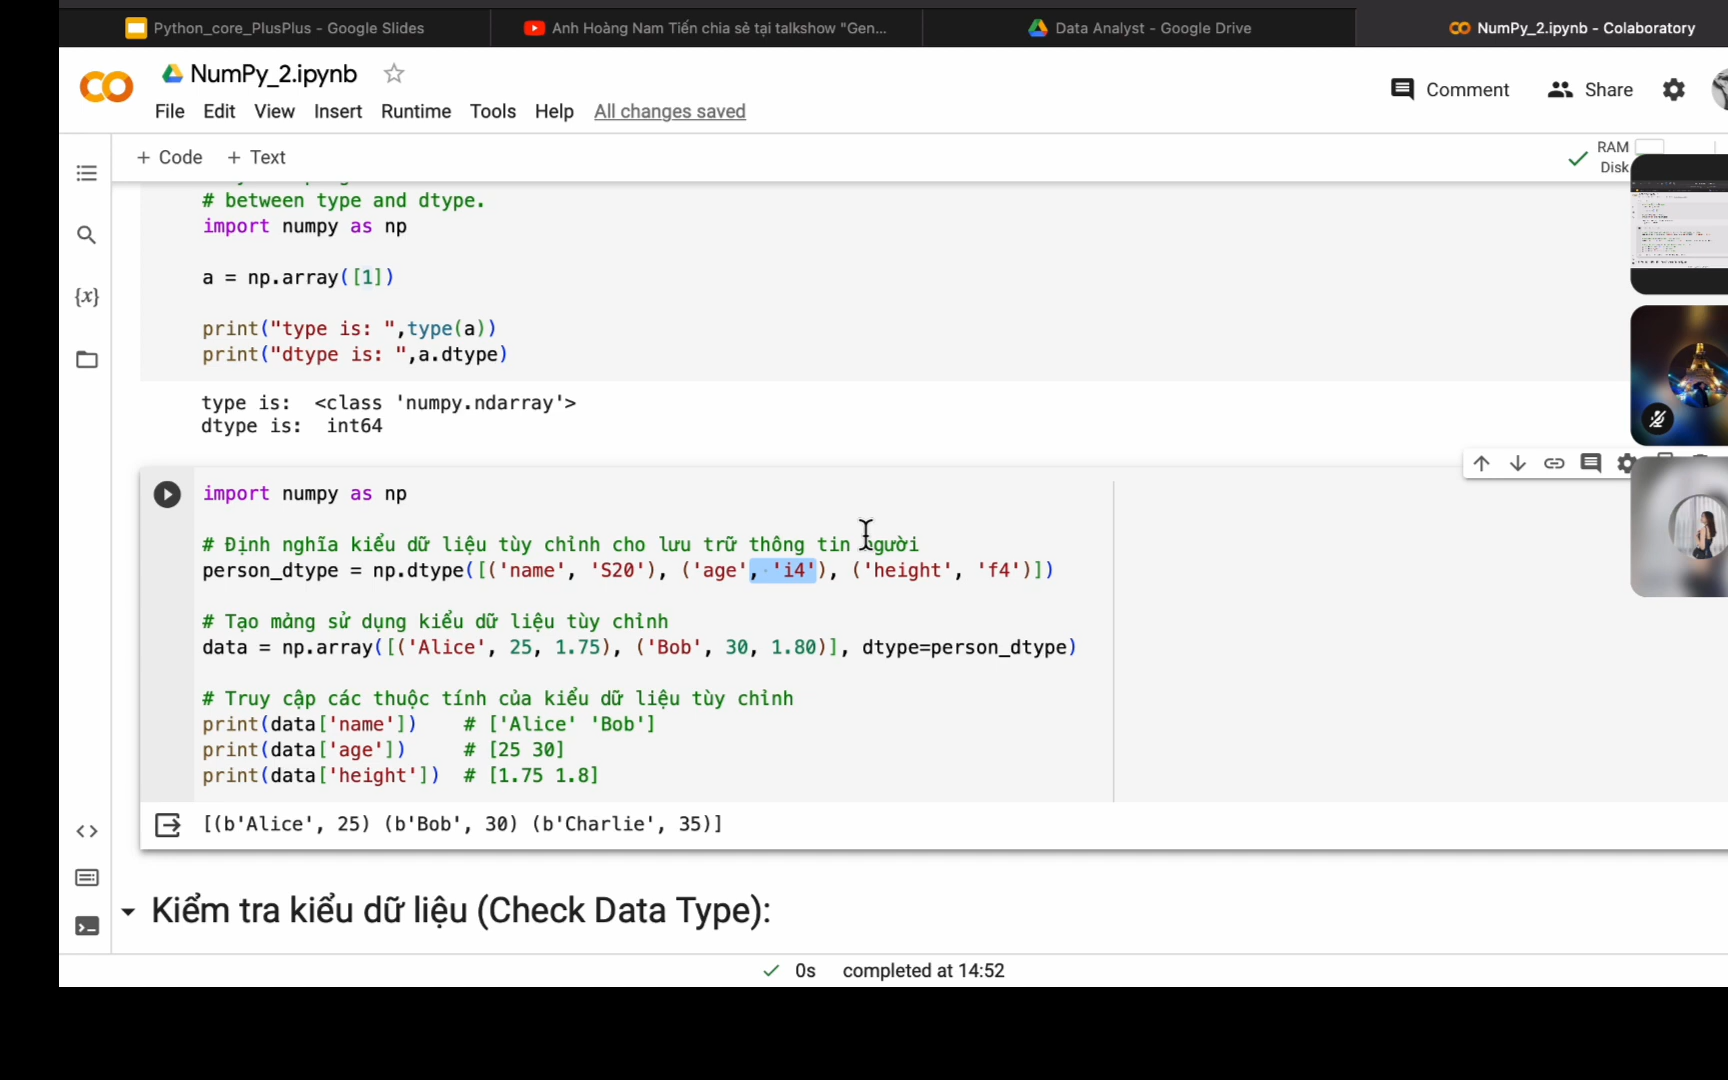 Python_core_PlusPlus - Google Slides
Anh Hoàng Nam Tiến chia sẻ tại talkshow "Gen...
Data Analyst - Google Drive
NumPy_2.ipynb - Colaboratory
NumPy_2.ipynb
Comment
Share
File Edit View Insert Runtime Tools Help All changes saved
+ Code + Text
RAM
Disk
# between type and dtype.
import numpy as np
a = np.array([1])
print("type is: ",type(a))
print("dtype is: ",a.dtype)
type is:  <class 'numpy.ndarray'>
dtype is:  int64
import numpy as np
# Định nghĩa kiểu dữ liệu tùy chỉnh cho lưu trữ thông tin người
person_dtype = np.dtype([('name', 'S20'), ('age', 'i4'), ('height', 'f4')])
# Tạo mảng sử dụng kiểu dữ liệu tùy chỉnh
data = np.array([('Alice', 25, 1.75), ('Bob', 30, 1.80)], dtype=person_dtype)
# Truy cập các thuộc tính của kiểu dữ liệu tùy chỉnh
print(data['name'])    # ['Alice' 'Bob']
print(data['age'])     # [25 30]
print(data['height'])  # [1.75 1.8]
[(b'Alice', 25) (b'Bob', 30) (b'Charlie', 35)]
Kiểm tra kiểu dữ liệu (Check Data Type):
0s completed at 14:52